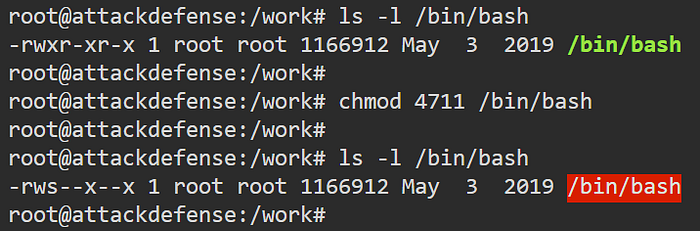 root@attackdefense:/work# ls -l /bin/bash
-rwxr-xr-x 1 root root 1166912 May  3  2019 /bin/bash
root@attackdefense:/work#
root@attackdefense:/work# chmod 4711 /bin/bash
root@attackdefense:/work#
root@attackdefense:/work# ls -l /bin/bash
-rws--x--x 1 root root 1166912 May  3  2019 /bin/bash
root@attackdefense:/work#